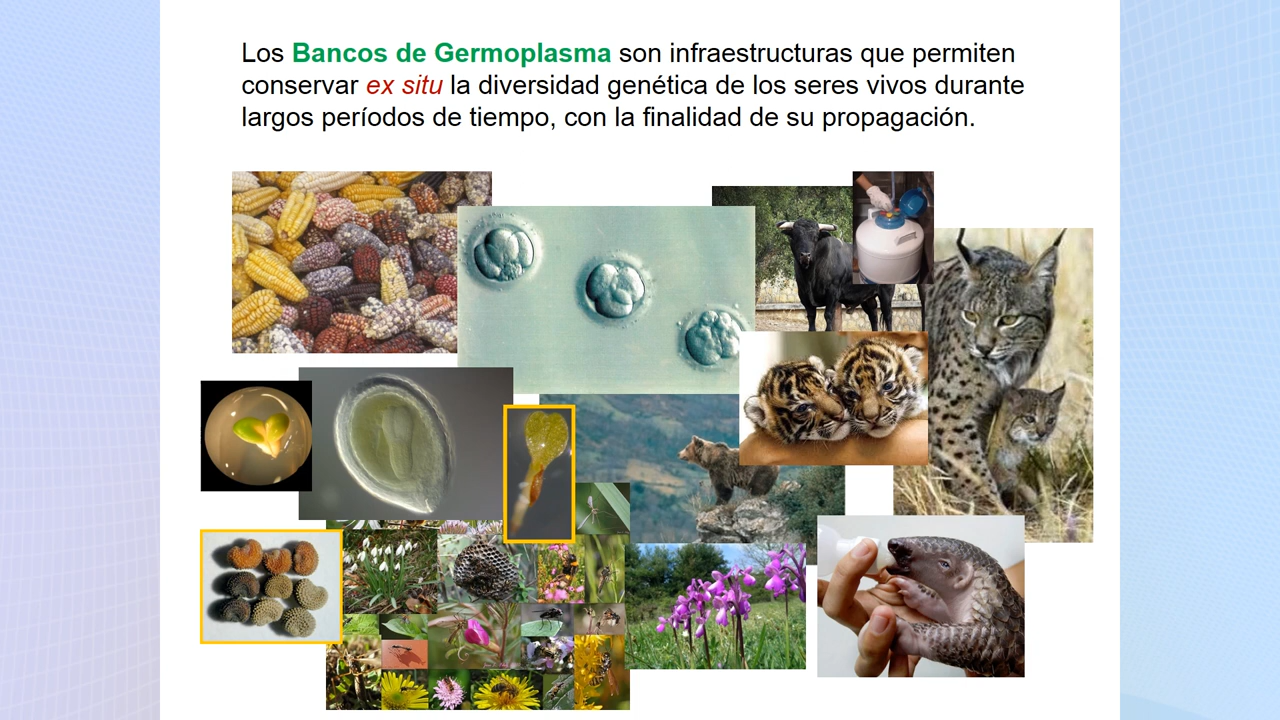 Los Bancos de Germoplasma son infraestructuras que permiten
conservar ex situ la diversidad genética de los seres vivos durante
largos períodos de tiempo, con la finalidad de su propagación.